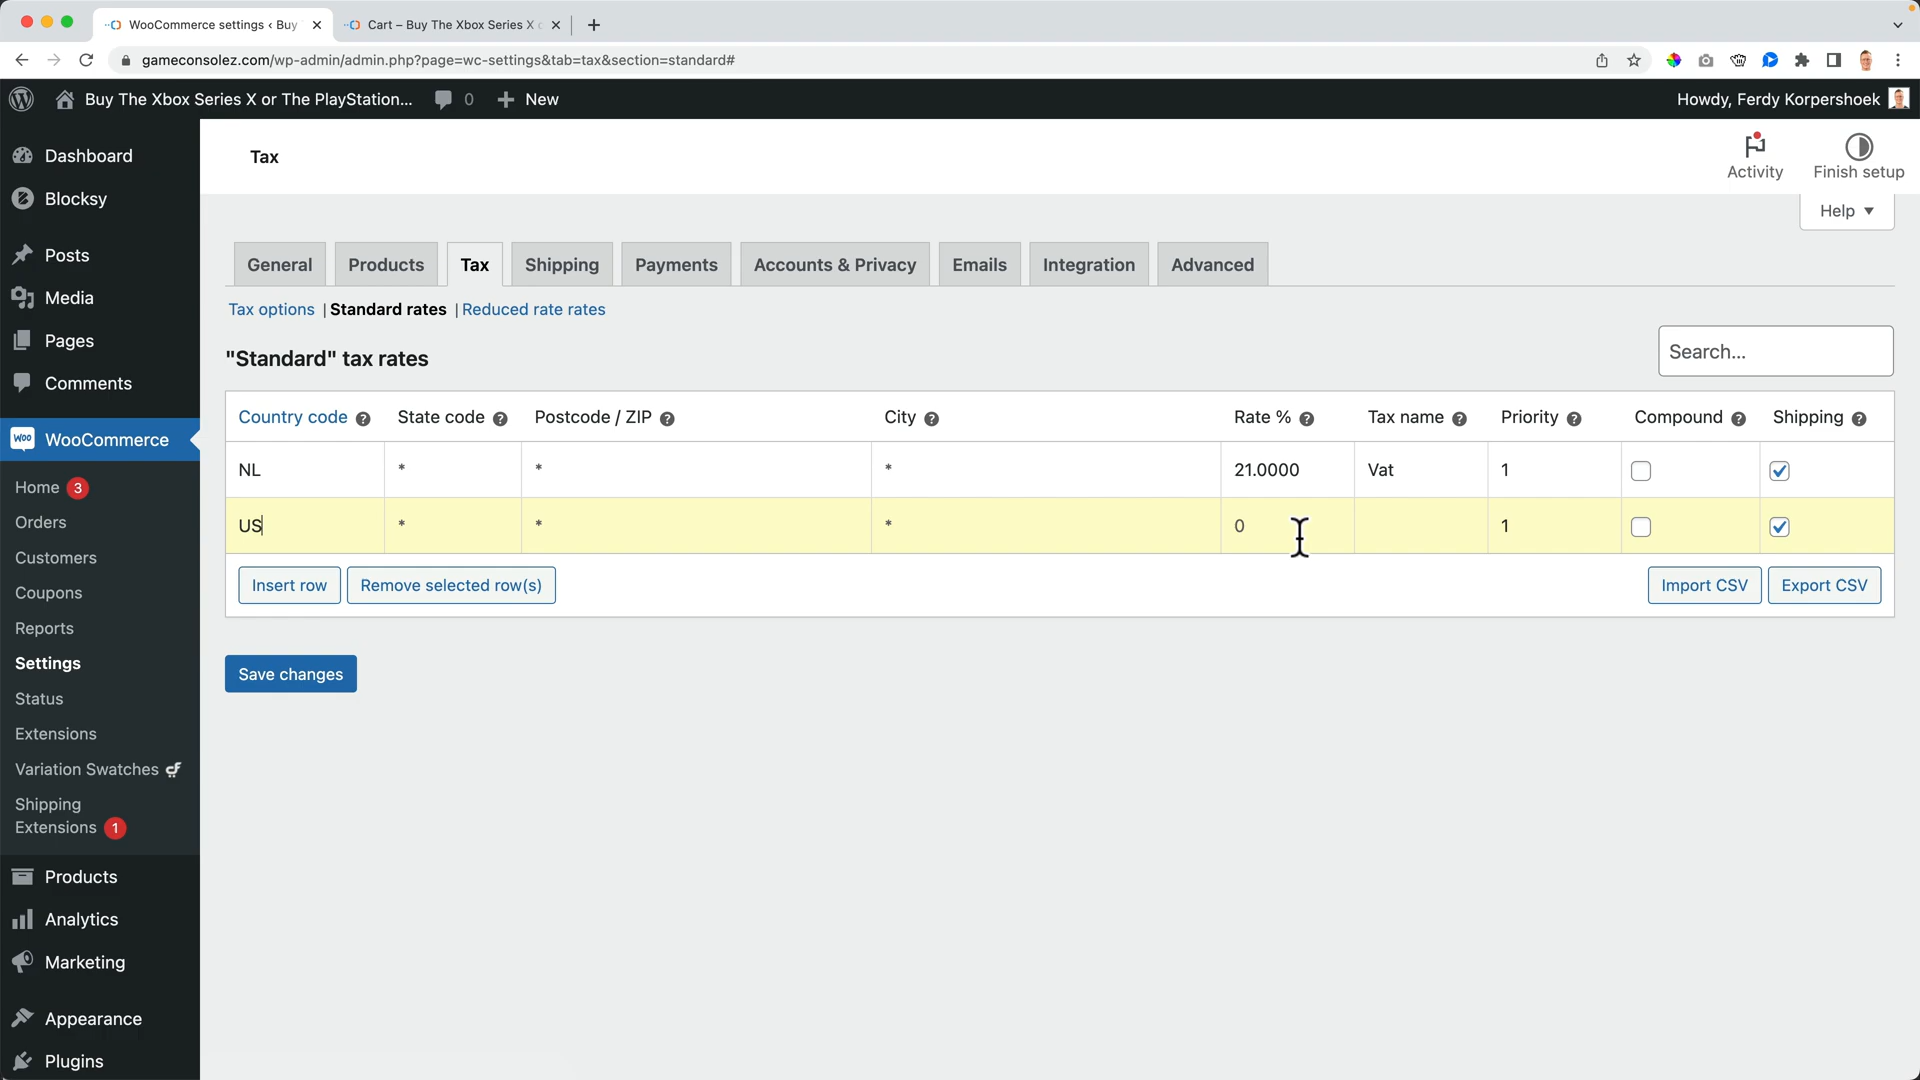 WooCommerce settings ‹ Buy
Cart – Buy The Xbox Series X
gameconsolez.com/wp-admin/admin.php?page=wc-settings&tab=tax&section=standard#
Buy The Xbox Series X or The PlayStation...
0
New
Howdy, Ferdy Korpershoek
Dashboard
Blocksy
Posts
Media
Pages
Comments
Woo
WooCommerce
Home 3
Orders
Customers
Coupons
Reports
Settings
Status
Extensions
Variation Swatches
Shipping
Extensions 1
Products
Analytics
Marketing
Appearance
Plugins
Tax
Activity
Finish setup
Help
General Products Tax Shipping Payments Accounts & Privacy Emails Integration Advanced
Tax options | Standard rates | Reduced rate rates
"Standard" tax rates
Search...
Country code ? State code ? Postcode / ZIP ? City ? Rate % ? Tax name ? Priority ? Compound ? Shipping ?
NL * * * 21.0000 Vat 1
US * * * 0 1
Insert row Remove selected row(s) Import CSV Export CSV
Save changes